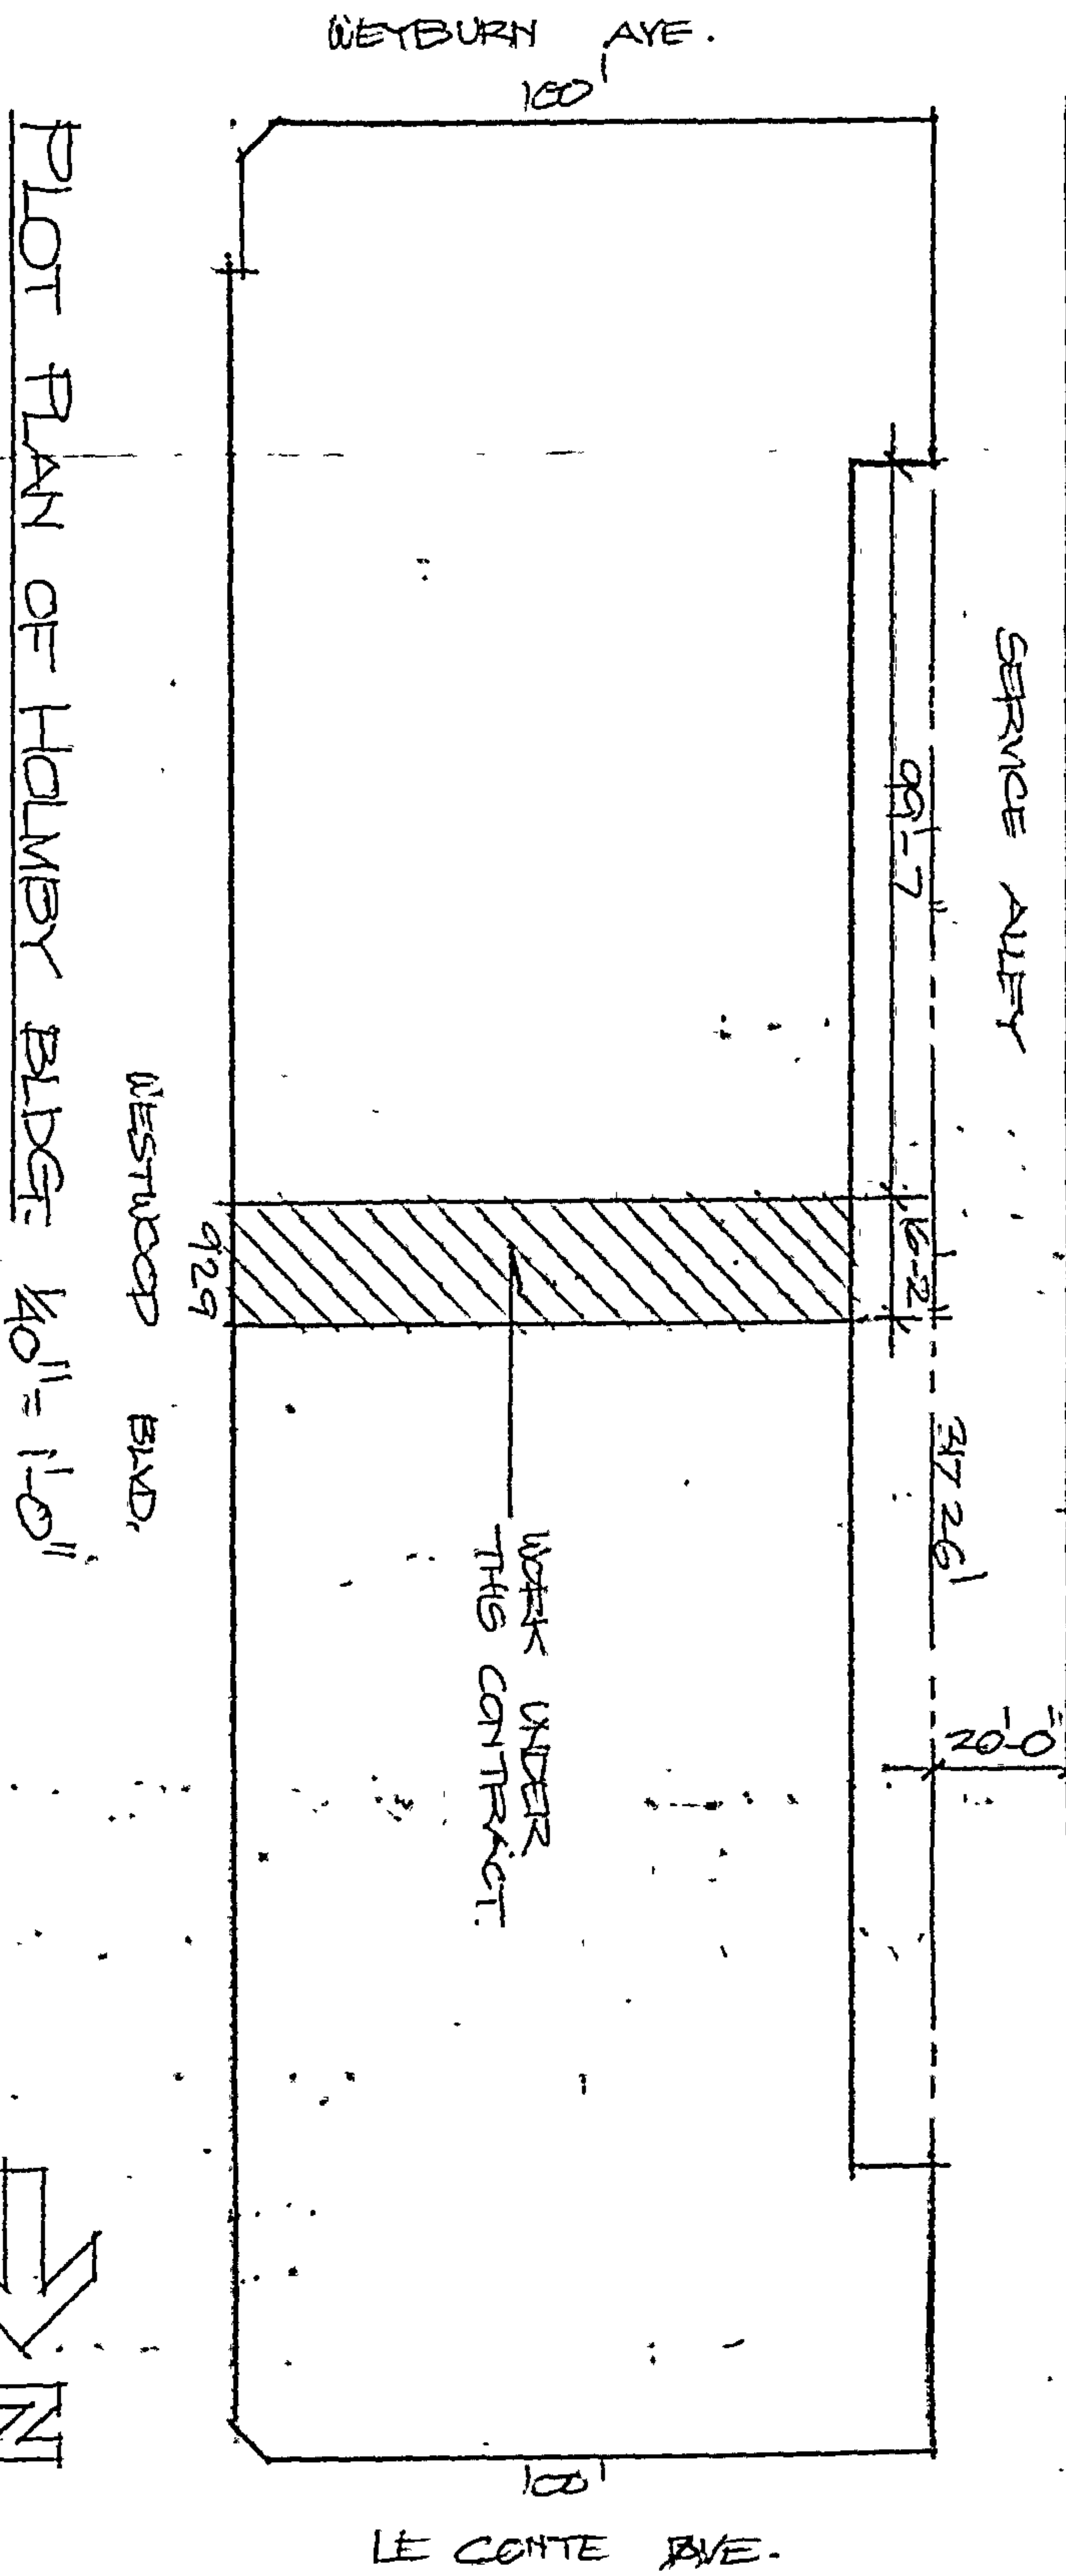 WEYBURN AVE.
100'
SERVICE ALLEY
99'-7"
16-2"
317.26'
20'-0"
WORK UNDER
THIS CONTRACT.
929
WESTWOOD BLVD.
PLOT PLAN OF HOLMBY BLDG. 1/40" = 1'-0"
N
100'
LE CONTE AVE.